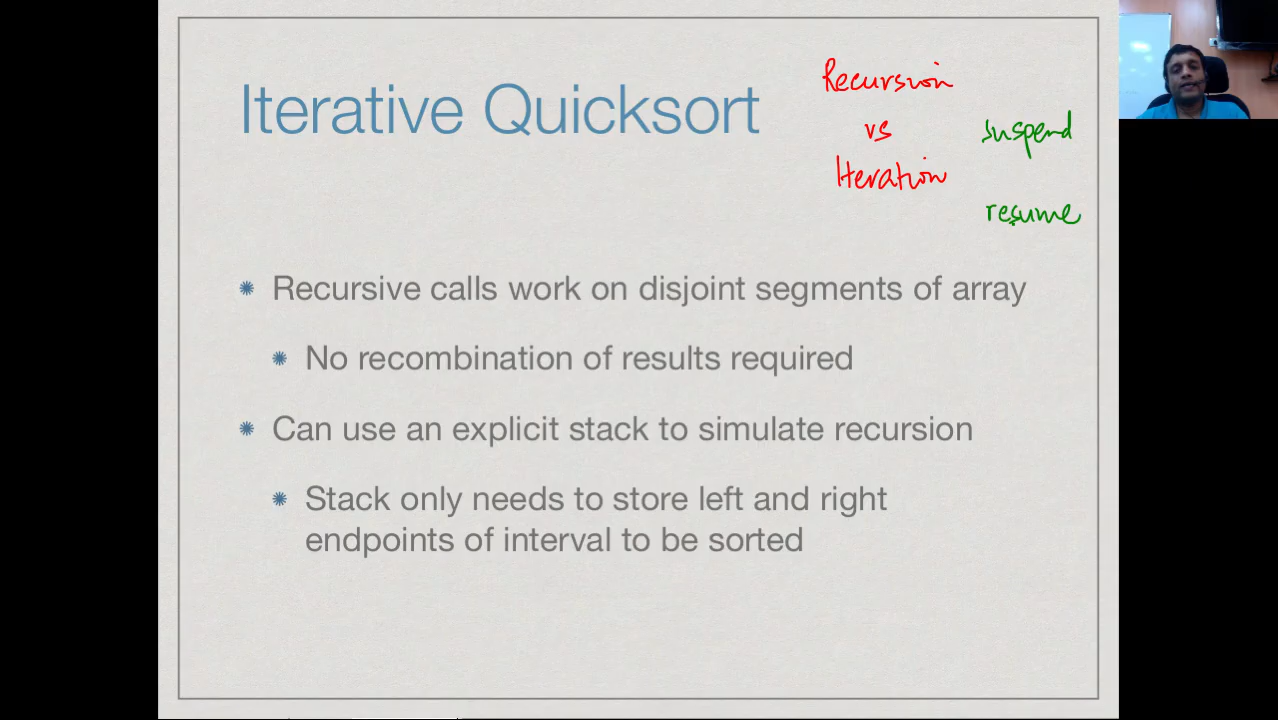 Iterative Quicksort
Recursion
vs
Iteration
suspend
resume
Recursive calls work on disjoint segments of array
No recombination of results required
Can use an explicit stack to simulate recursion
Stack only needs to store left and right
endpoints of interval to be sorted